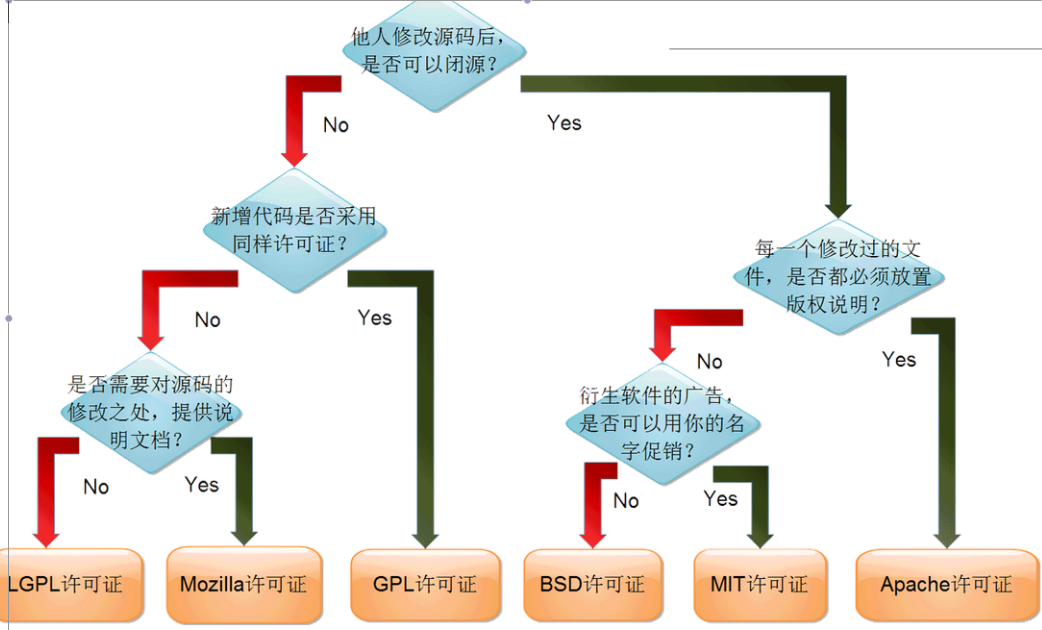 他人修改源码后，
是否可以闭源？
No
Yes
新增代码是否采用
同样许可证？
每一个修改过的文
件，是否都必须放置
版权说明？
No
Yes
No
Yes
是否需要对源码的
修改之处，提供说
明文档？
衍生软件的广告，
是否可以用你的名
字促销？
No
Yes
No
Yes
LGPL许可证
Mozilla许可证
GPL许可证
BSD许可证
MIT许可证
Apache许可证